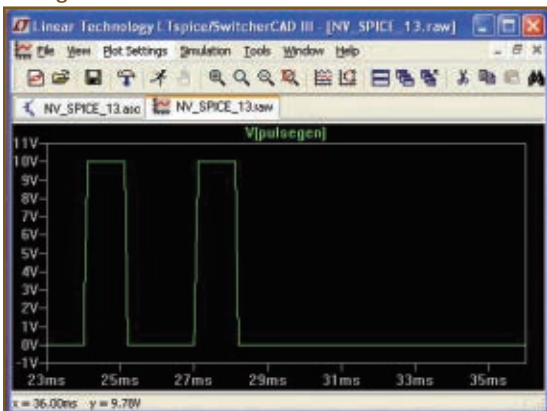 Linear Technology LTspice/SwitcherCAD III - [NV_SPICE_13.raw]
File View Plot Settings Simulation Tools Window Help
NV_SPICE_13.asc NV_SPICE_13.raw
V[pulsegen]
11V
10V
9V
8V
7V
6V
5V
4V
3V
2V
1V
0V
-1V
23ms 25ms 27ms 29ms 31ms 33ms 35ms
x = 36.00ms y = 9.78V